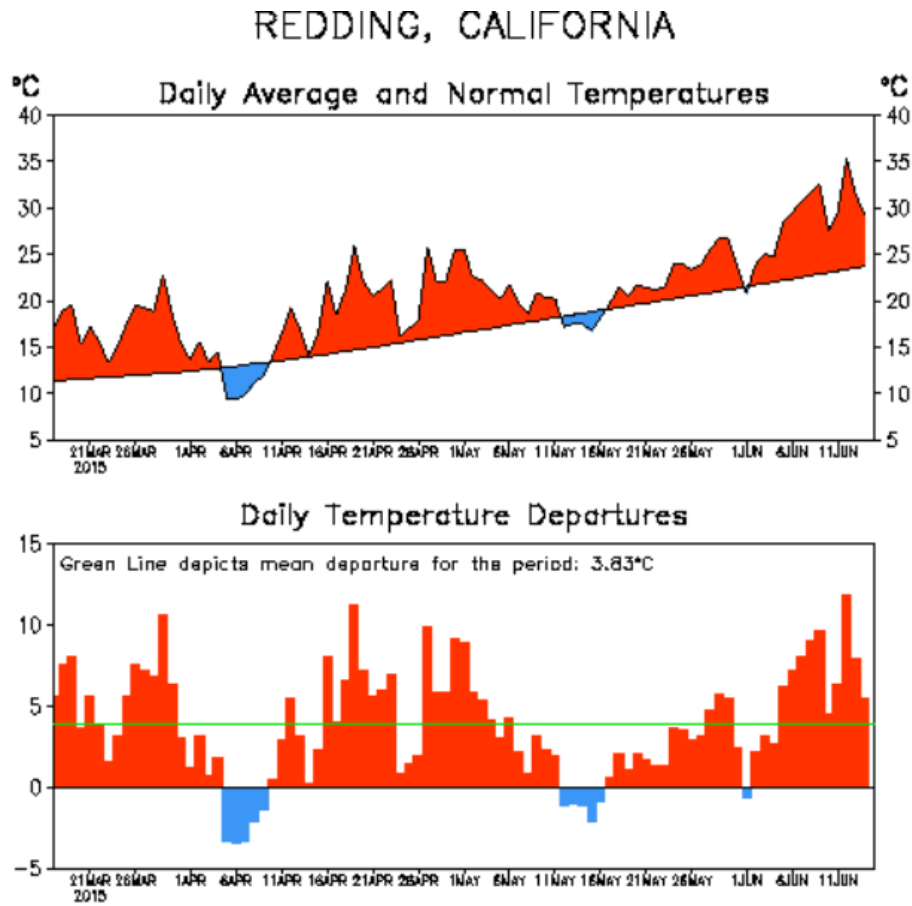 REDDING, CALIFORNIA
Daily Average and Normal Temperatures
°C °C
40 40
35 35
30 30
25 25
20 20
15 15
10 10
5 5
21MAR 26MAR 1APR 6APR 11APR 16APR 21APR 26APR 1MAY 6MAY 11MAY 16MAY 21MAY 26MAY 1JUN 6JUN 11JUN
2015
Daily Temperature Departures
15
Green Line depicts mean departure for the period: 3.83°C
10
5
0
-5
21MAR 26MAR 1APR 6APR 11APR 16APR 21APR 26APR 1MAY 6MAY 11MAY 16MAY 21MAY 26MAY 1JUN 6JUN 11JUN
2015